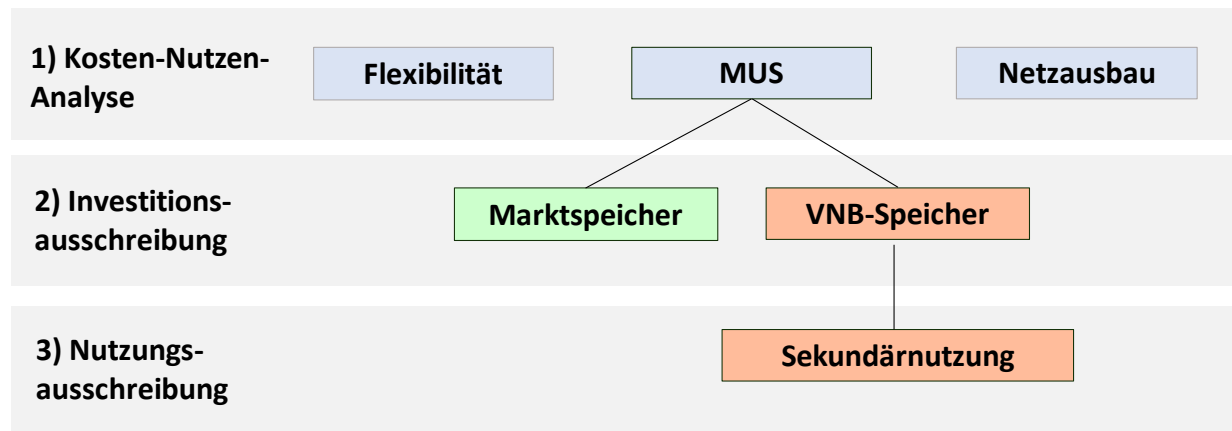 1) Kosten-Nutzen-
Analyse
Flexibilität
MUS
Netzausbau
2) Investitions-
ausschreibung
Marktspeicher
VNB-Speicher
3) Nutzungs-
ausschreibung
Sekundärnutzung